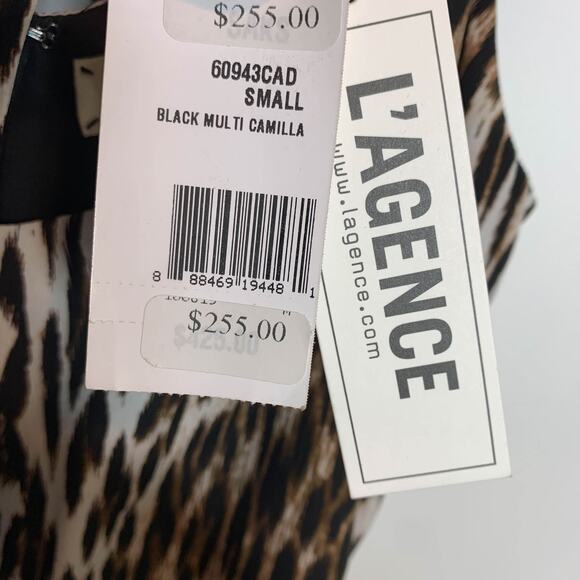 $255.00
SAKS
60943CAD
SMALL
BLACK MULTI CAMILLA
8 88469 19448 1
$255.00
$425.00
L'AGENCE
www.lagence.com